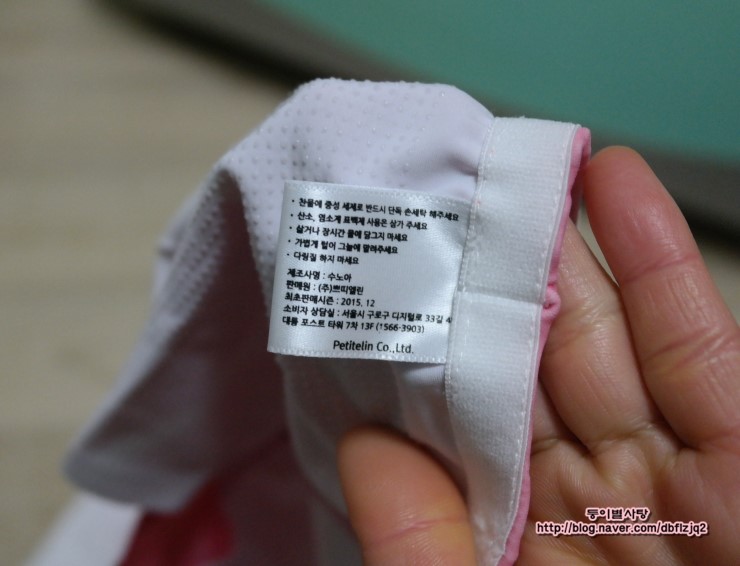 · 찬물에 중성 세제로 반드시 단독 손세탁 해주세요
· 산소, 염소계 표백제 사용은 삼가 주세요
· 삶거나 장시간 물에 담그지 마세요
· 가볍게 털어 그늘에 말려주세요
· 다림질 하지 마세요
제조사명 : 수노아
판매원 : (주)쁘띠엘린
최초판매시즌 : 2015. 12
소비자 상담실 : 서울시 구로구 디지털로 33길 4
대륭 포스트 타워 7차 13F (1566-3903)
Petitelin Co.,Ltd.
둥이별사탕
http://blog.naver.com/dbflzjq2